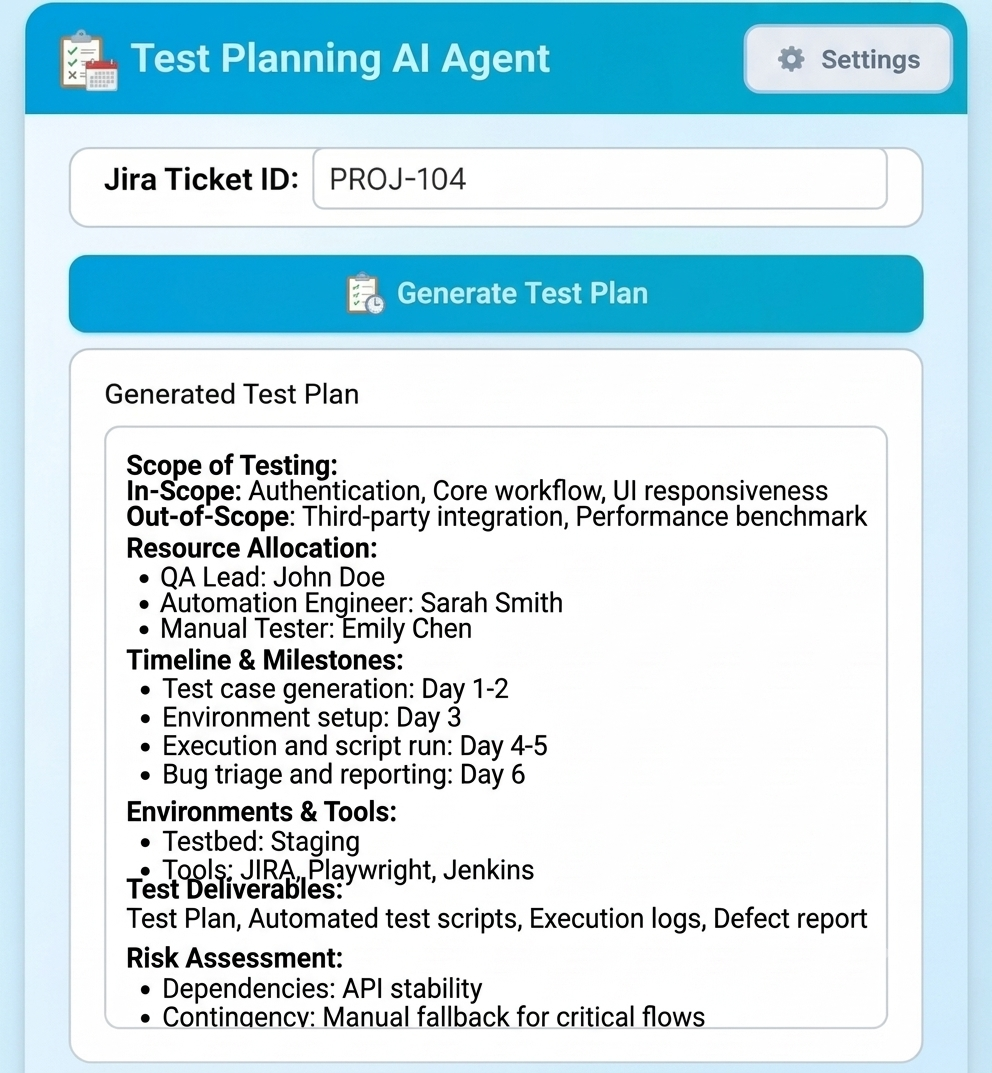 Test Planning AI Agent
Settings
Jira Ticket ID: PROJ-104
Generate Test Plan
Generated Test Plan
Scope of Testing:
In-Scope: Authentication, Core workflow, UI responsiveness
Out-of-Scope: Third-party integration, Performance benchmark
Resource Allocation:
• QA Lead: John Doe
• Automation Engineer: Sarah Smith
• Manual Tester: Emily Chen
Timeline & Milestones:
• Test case generation: Day 1-2
• Environment setup: Day 3
• Execution and script run: Day 4-5
• Bug triage and reporting: Day 6
Environments & Tools:
• Testbed: Staging
• Tools: JIRA, Playwright, Jenkins
Test Deliverables:
Test Plan, Automated test scripts, Execution logs, Defect report
Risk Assessment:
• Dependencies: API stability
• Contingency: Manual fallback for critical flows